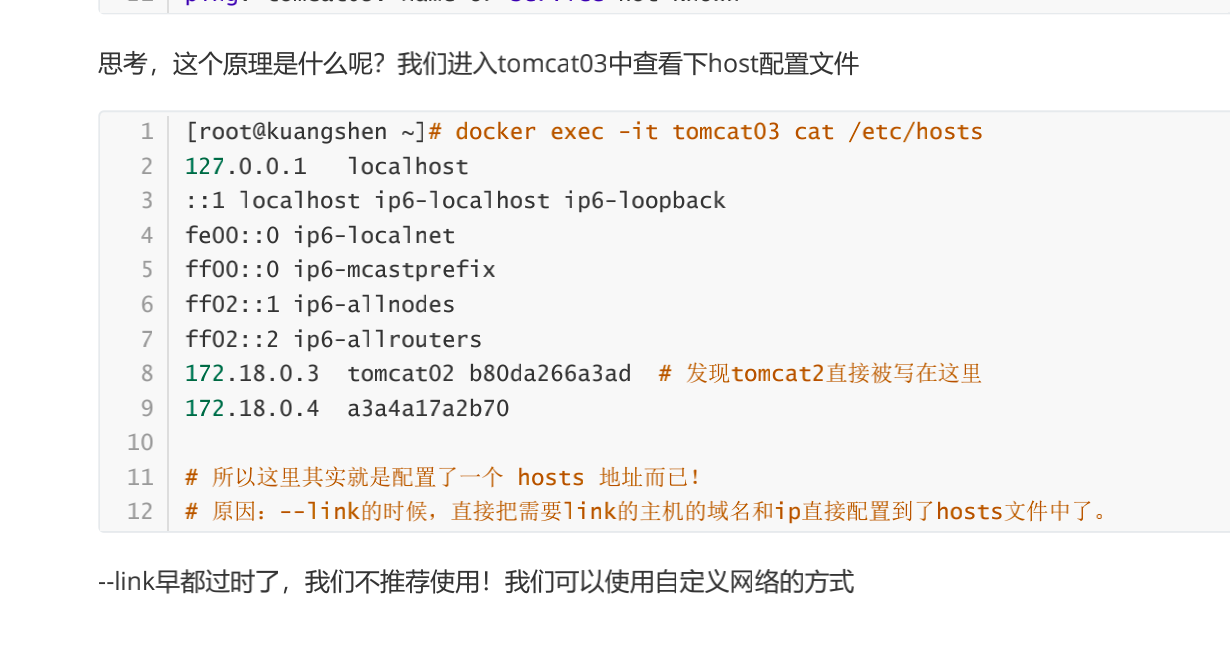 思考，这个原理是什么呢？我们进入tomcat03中查看下host配置文件
1 [root@kuangshen ~]# docker exec -it tomcat03 cat /etc/hosts
2 127.0.0.1   localhost
3 ::1 localhost ip6-localhost ip6-loopback
4 fe00::0 ip6-localnet
5 ff00::0 ip6-mcastprefix
6 ff02::1 ip6-allnodes
7 ff02::2 ip6-allrouters
8 172.18.0.3  tomcat02 b80da266a3ad  # 发现tomcat2直接被写在这里
9 172.18.0.4  a3a4a17a2b70
10
11 # 所以这里其实就是配置了一个 hosts 地址而已！
12 # 原因：--link的时候，直接把需要link的主机的域名和ip直接配置到了hosts文件中了。
--link早都过时了，我们不推荐使用！我们可以使用自定义网络的方式